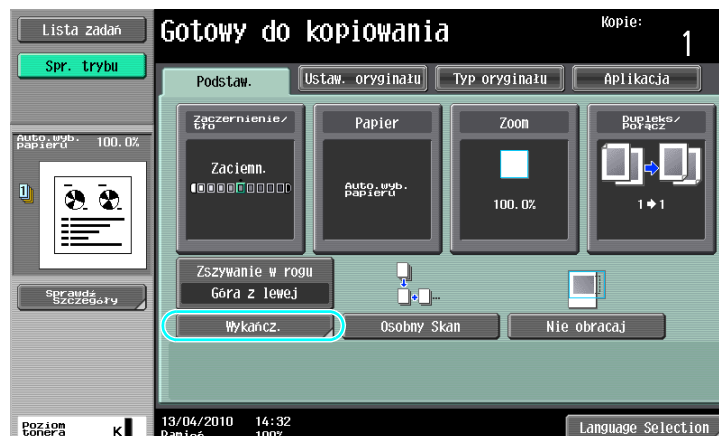 Lista zadań
Spr. trybu
Gotowy do kopiowania
Kopie:
1
Podstaw.
Ustaw. oryginału
Typ oryginału
Aplikacja
Auto.wyb.
papieru
100.0%
Zaczernienie/
tło
Zaciemn.
Papier
Auto.wyb.
papieru
Zoom
100.0%
Dupleks/
Połącz
1→1
Zszywanie w rogu
Góra z lewej
Sprawdź
Szczegóły
Wykańcz.
Osobny Skan
Nie obracaj
Poziom
tonera
K
13/04/2010 14:32
Pamięć 100%
Language Selection